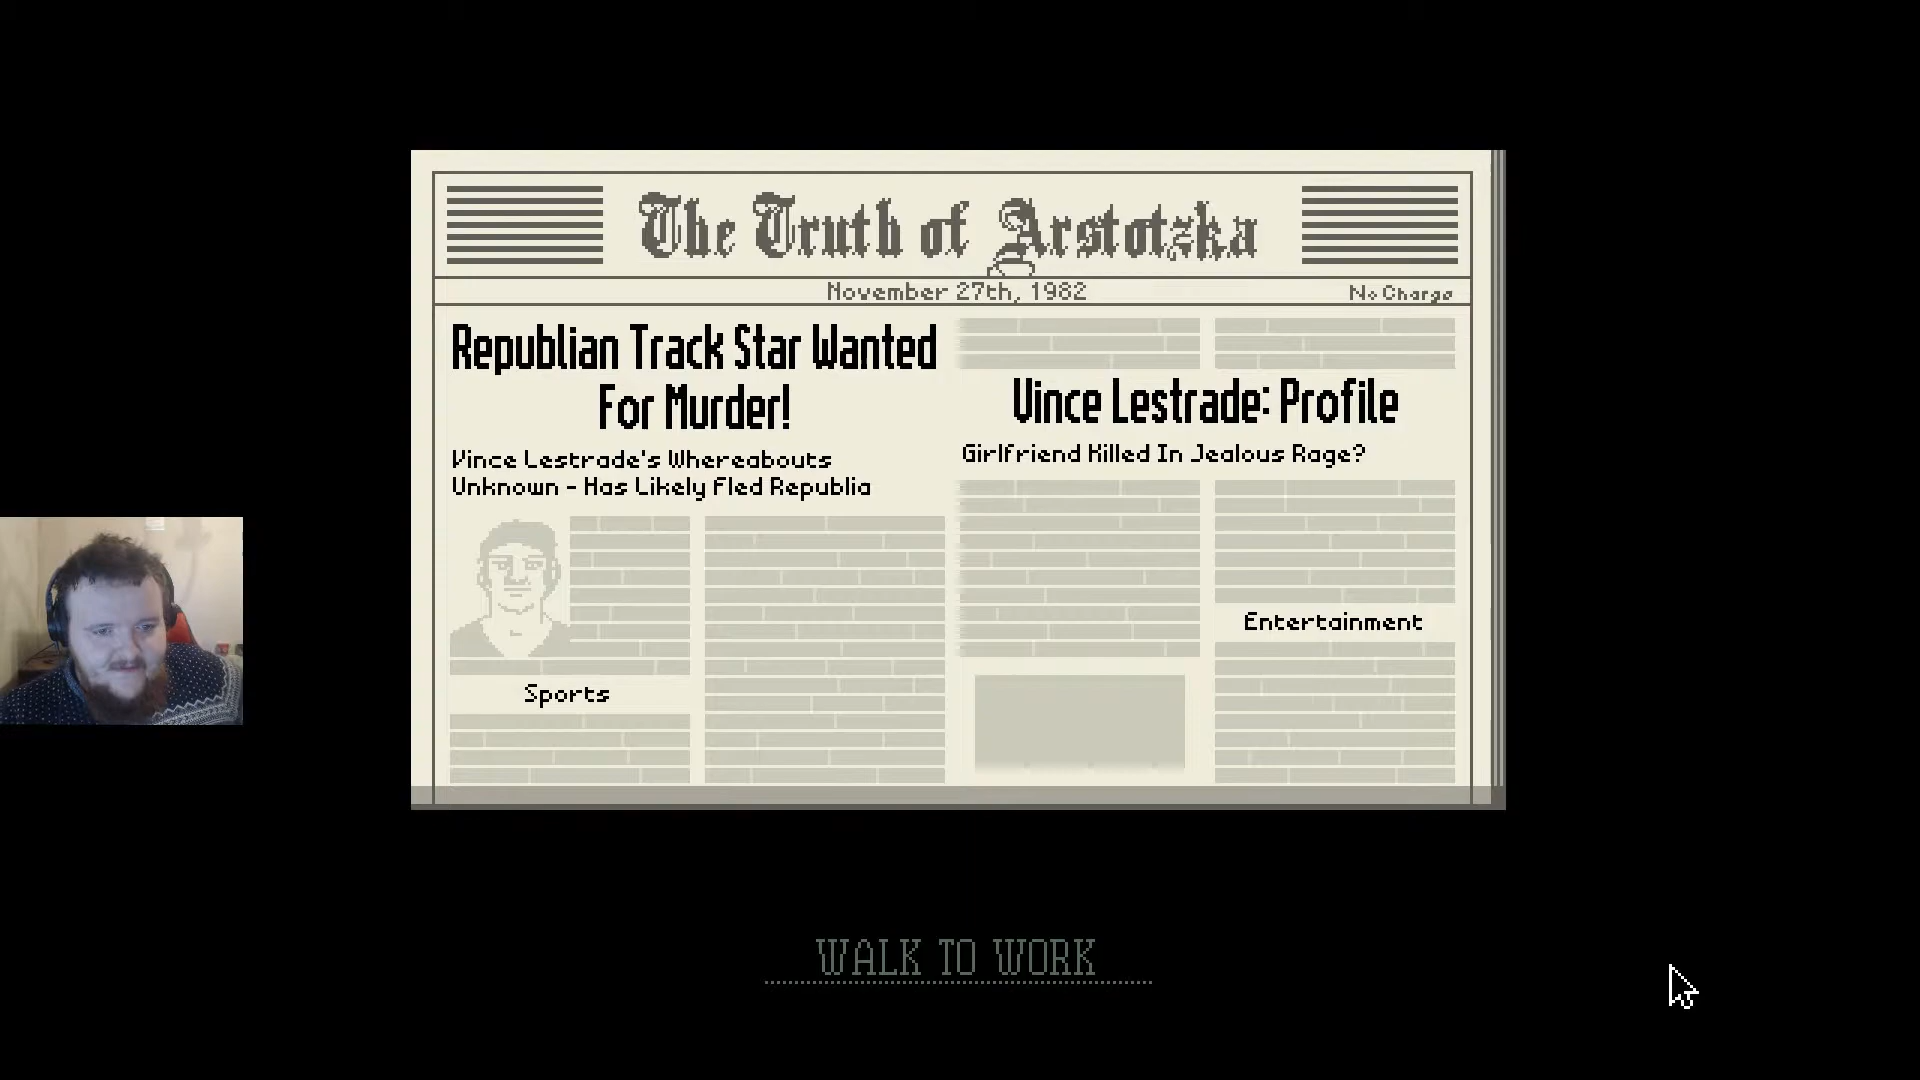 The Truth of Arstotzka
November 27th, 1982
No Charge
Republian Track Star Wanted
For Murder!
Vince Lestrade's Whereabouts
Unknown - Has Likely Fled Republia
Sports
Vince Lestrade: Profile
Girlfriend Killed In Jealous Rage?
Entertainment
WALK TO WORK